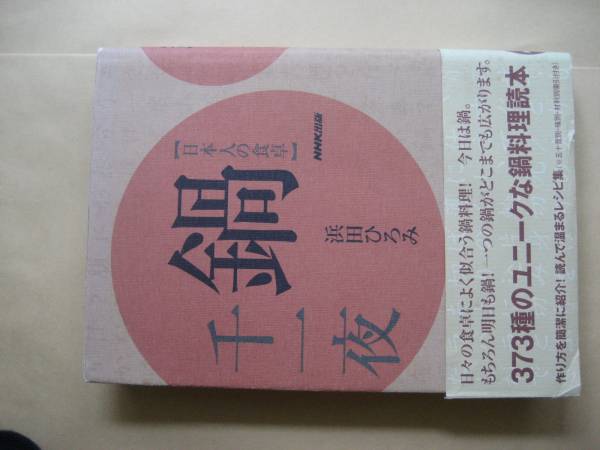 【日本人の食卓】
鍋
千一夜
浜田ひろみ
NHK出版
日々の食卓によく似合う鍋料理! 今日は鍋。
もちろん明日も鍋! 一つの鍋がどこまでも広がります。
373種のユニークな鍋料理読本
作り方を簡潔に紹介! 読んで温まるレシピ集